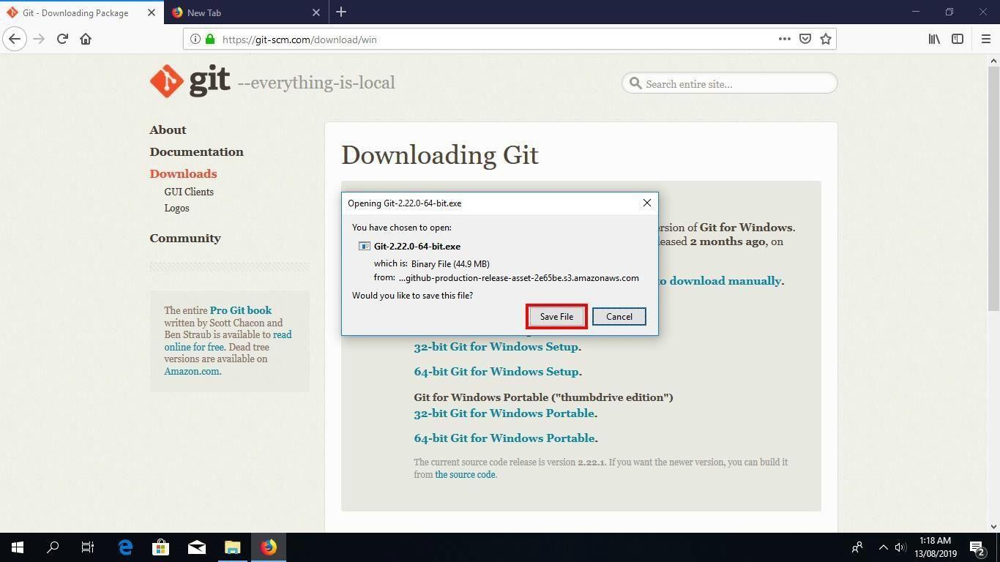 Git - Downloading Package
New Tab
https://git-scm.com/download/win
git --everything-is-local
Search entire site...
About
Documentation
Downloads
GUI Clients
Logos
Community
The entire Pro Git book
written by Scott Chacon and
Ben Straub is available to read
online for free. Dead tree
versions are available on
Amazon.com.
Downloading Git
version of Git for Windows.
released 2 months ago, on
to download manually.
Opening Git-2.22.0-64-bit.exe
You have chosen to open:
Git-2.22.0-64-bit.exe
which is: Binary File (44.9 MB)
from: ...github-production-release-asset-2e65be.s3.amazonaws.com
Would you like to save this file?
Save File
Cancel
32-bit Git for Windows Setup.
64-bit Git for Windows Setup.
Git for Windows Portable ("thumbdrive edition")
32-bit Git for Windows Portable.
64-bit Git for Windows Portable.
The current source code release is version 2.22.1. If you want the newer version, you can build it
from the source code.
1:18 AM
13/08/2019
2